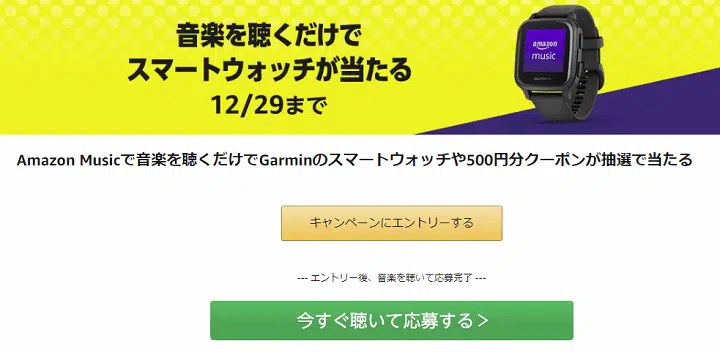 音楽を聴くだけで
スマートウォッチが当たる
12/29まで
amazon
music
GARMIN
Amazon Musicで音楽を聴くだけでGarminのスマートウォッチや500円分クーポンが抽選で当たる
キャンペーンにエントリーする
--- エントリー後、音楽を聴いて応募完了 ---
今すぐ聴いて応募する＞